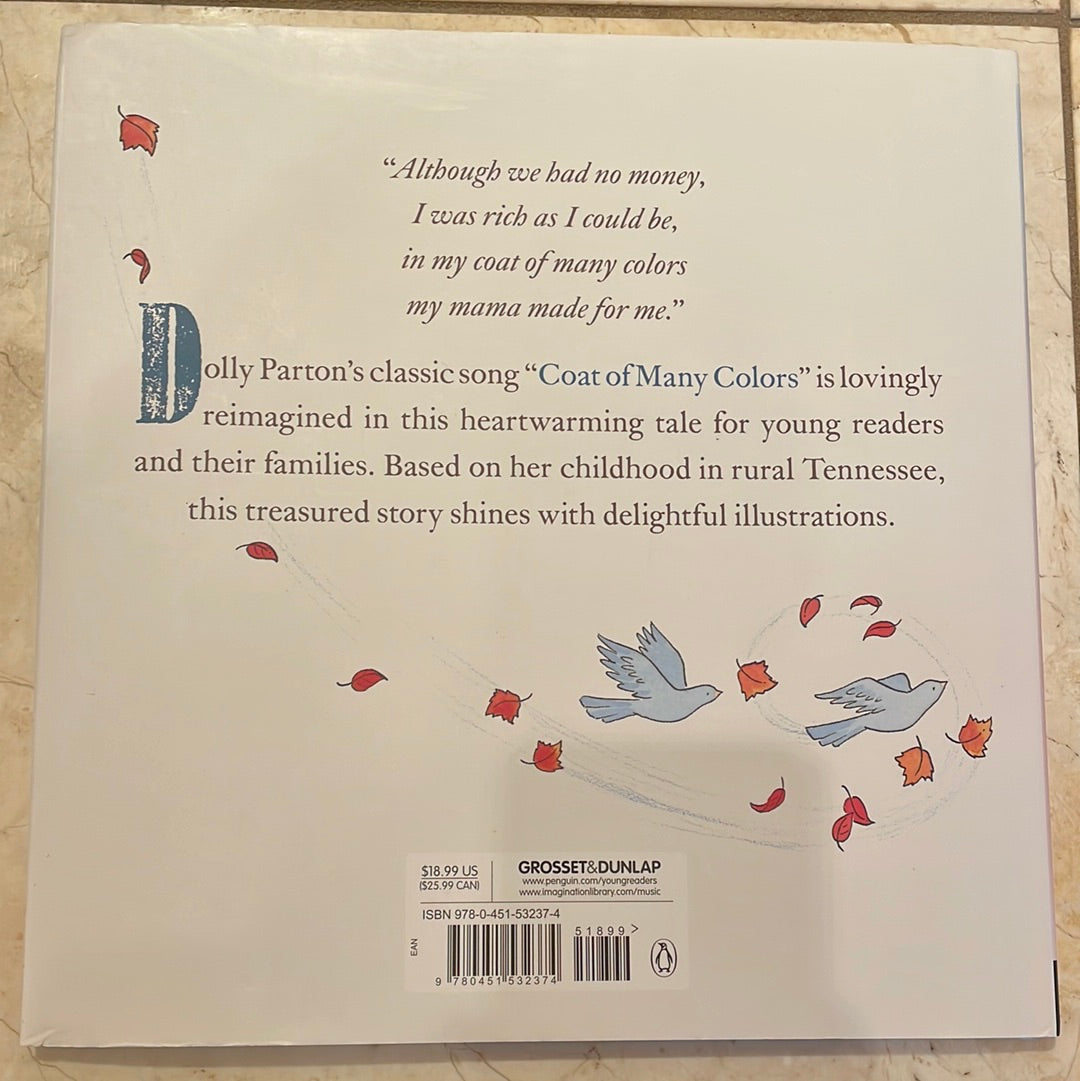 “Although we had no money,
I was rich as I could be,
in my coat of many colors
my mama made for me.”
Dolly Parton’s classic song “Coat of Many Colors” is lovingly
reimagined in this heartwarming tale for young readers
and their families. Based on her childhood in rural Tennessee,
this treasured story shines with delightful illustrations.
$18.99 US
($25.99 CAN)
GROSSET&DUNLAP
www.penguin.com/youngreaders
www.imaginationlibrary.com/music
ISBN 978-0-451-53237-4
51899>
EAN
9 780451 532374